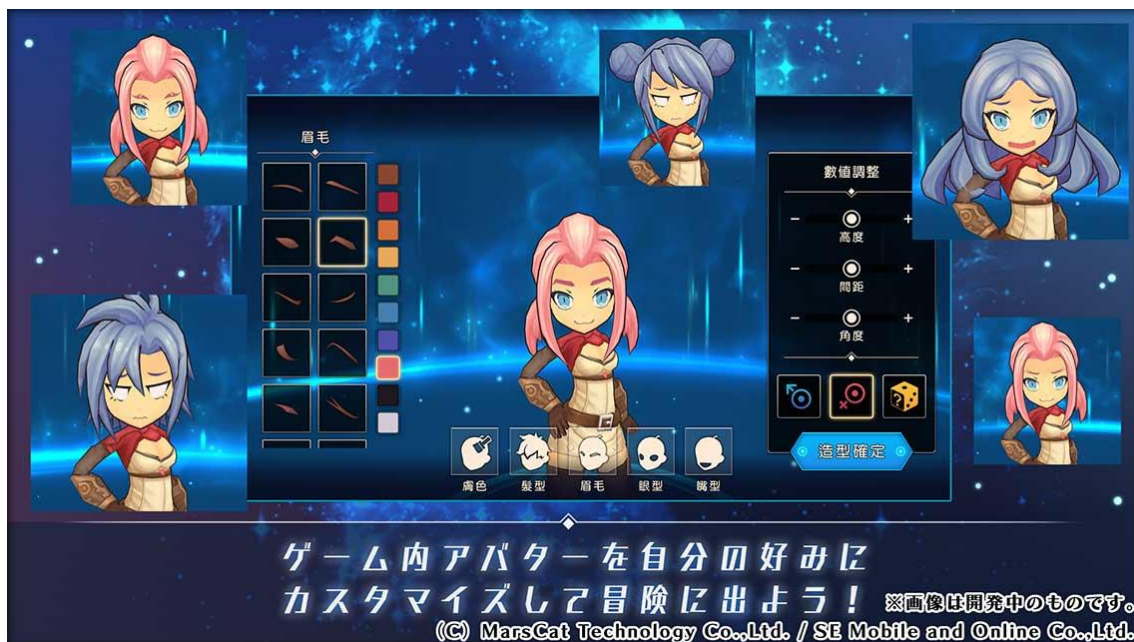 眉毛
數值調整
- +
高度
- +
間距
- +
角度
?
造型確定
膚色
髮型
眉毛
眼型
嘴型
ゲーム内アバターを自分の好みに
カスタマイズして冒険に出よう！
※画像は開発中のものです。
(C) MarsCat Technology Co.,Ltd. / SE Mobile and Online Co.,Ltd.